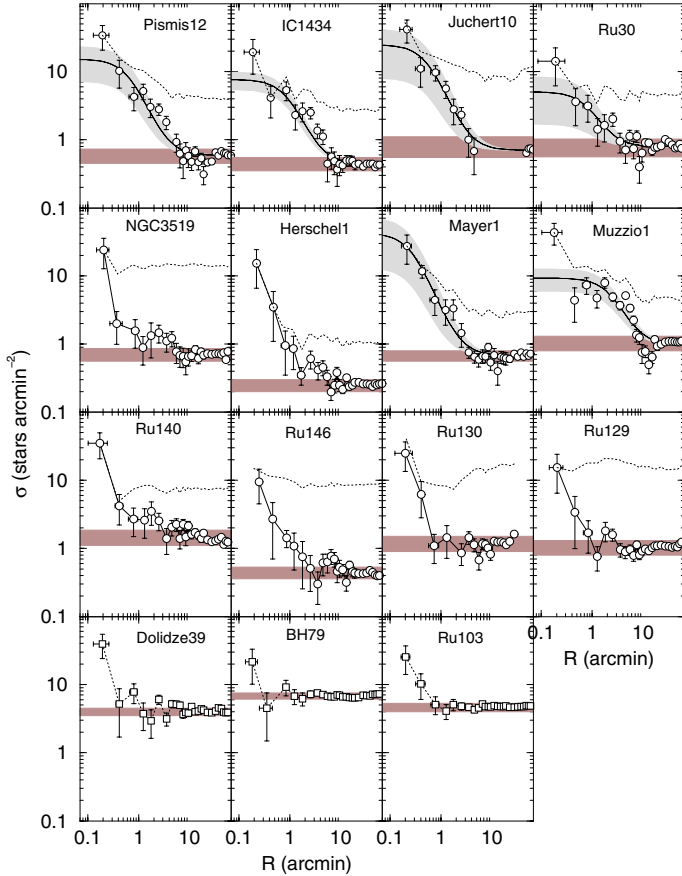 Pismis12 IC1434 Juchert10 Ru30
10
1
0.1
NGC3519 Herschel1 Mayer1 Muzzio1
10
1
0.1
σ (stars arcmin⁻²)
Ru140 Ru146 Ru130 Ru129
10
1
0.1
0.1 1 10
R (arcmin)
Dolidze39 BH79 Ru103
10
1
0.1
0.1 1 10 0.1 1 10 0.1 1 10
R (arcmin) R (arcmin)